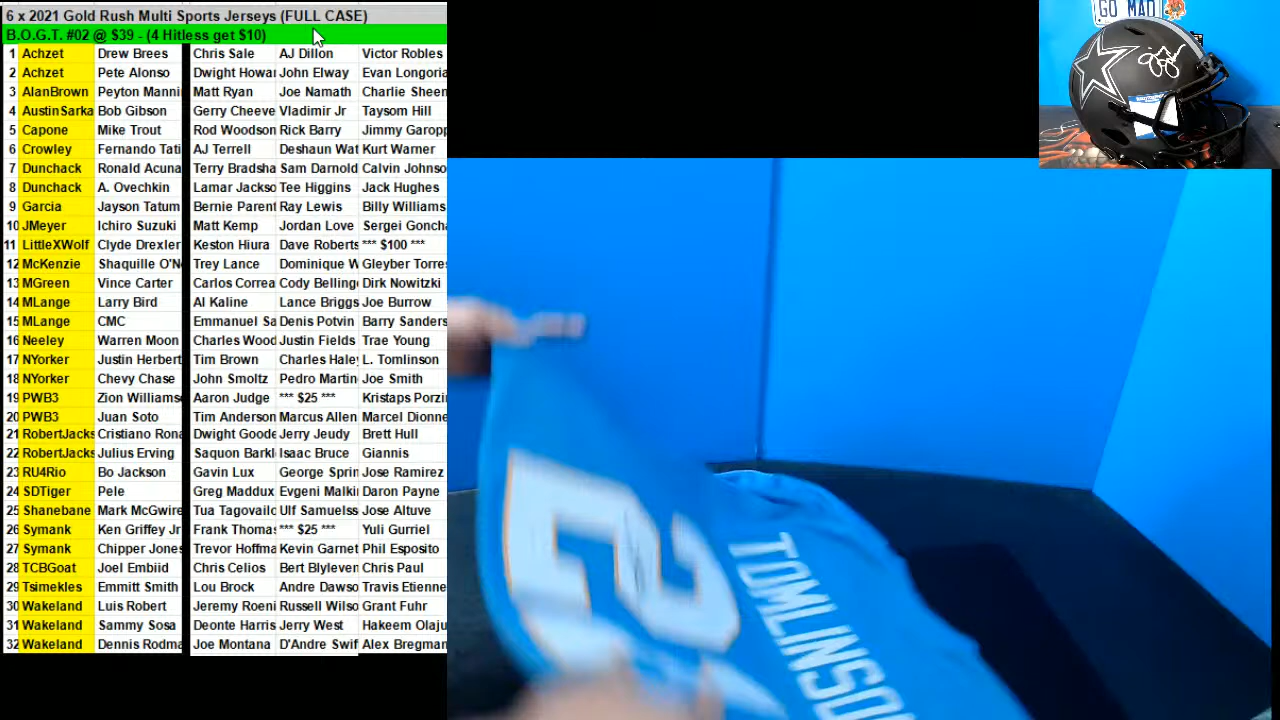 6 x 2021 Gold Rush Multi Sports Jerseys (FULL CASE)
B.O.G.T. #02 @ $39 - (4 Hitless get $10)
1 Achzet Drew Brees Chris Sale AJ Dillon Victor Robles
2 Achzet Pete Alonso Dwight Howar John Elway Evan Longoria
3 AlanBrown Peyton Manni Matt Ryan Joe Namath Charlie Sheen
4 AustinSarka Bob Gibson Gerry Cheeve Vladimir Jr Taysom Hill
5 Capone Mike Trout Rod Woodson Rick Barry Jimmy Garopp
6 Crowley Fernando Tati AJ Terrell Deshaun Wat Kurt Warner
7 Dunchack Ronald Acuna Terry Bradsha Sam Darnold Calvin Johnso
8 Dunchack A. Ovechkin Lamar Jackso Tee Higgins Jack Hughes
9 Garcia Jayson Tatum Bernie Parent Ray Lewis Billy Williams
10 JMeyer Ichiro Suzuki Matt Kemp Jordan Love Sergei Goncha
11 LittleXWolf Clyde Drexler Keston Hiura Dave Roberts *** $100 ***
12 McKenzie Shaquille O'N Trey Lance Dominique W Gleyber Torre
13 MGreen Vince Carter Carlos Correa Cody Bellinge Dirk Nowitzki
14 MLange Larry Bird Al Kaline Lance Briggs Joe Burrow
15 MLange CMC Emmanuel Sa Denis Potvin Barry Sanders
16 Neeley Warren Moon Charles Wood Justin Fields Trae Young
17 NYorker Justin Herbert Tim Brown Charles Haley L. Tomlinson
18 NYorker Chevy Chase John Smoltz Pedro Martin Joe Smith
19 PWB3 Zion Williams Aaron Judge *** $25 *** Kristaps Porzi
20 PWB3 Juan Soto Tim Anderson Marcus Allen Marcel Dionne
21 RobertJacks Cristiano Rona Dwight Goode Jerry Jeudy Brett Hull
22 RobertJacks Julius Erving Saquon Barkl Isaac Bruce Giannis
23 RU4Rio Bo Jackson Gavin Lux George Sprin Jose Ramirez
24 SDTiger Pele Greg Maddux Evgeni Malki Daron Payne
25 Shanebane Mark McGwire Tua Tagovailo Ulf Samuelss Jose Altuve
26 Symank Ken Griffey Jr Frank Thomas *** $25 *** Yuli Gurriel
27 Symank Chipper Jones Trevor Hoffma Kevin Garnet Phil Esposito
28 TCBGoat Joel Embiid Chris Celios Bert Blyleven Chris Paul
29 Tsimekles Emmitt Smith Lou Brock Andre Dawso Travis Etienne
30 Wakeland Luis Robert Jeremy Roeni Russell Wilso Grant Fuhr
31 Wakeland Sammy Sosa Deonte Harris Jerry West Hakeem Olaju
32 Wakeland Dennis Rodma Joe Montana D'Andre Swif Alex Bregman
GO MAD
TOMLINSO
2